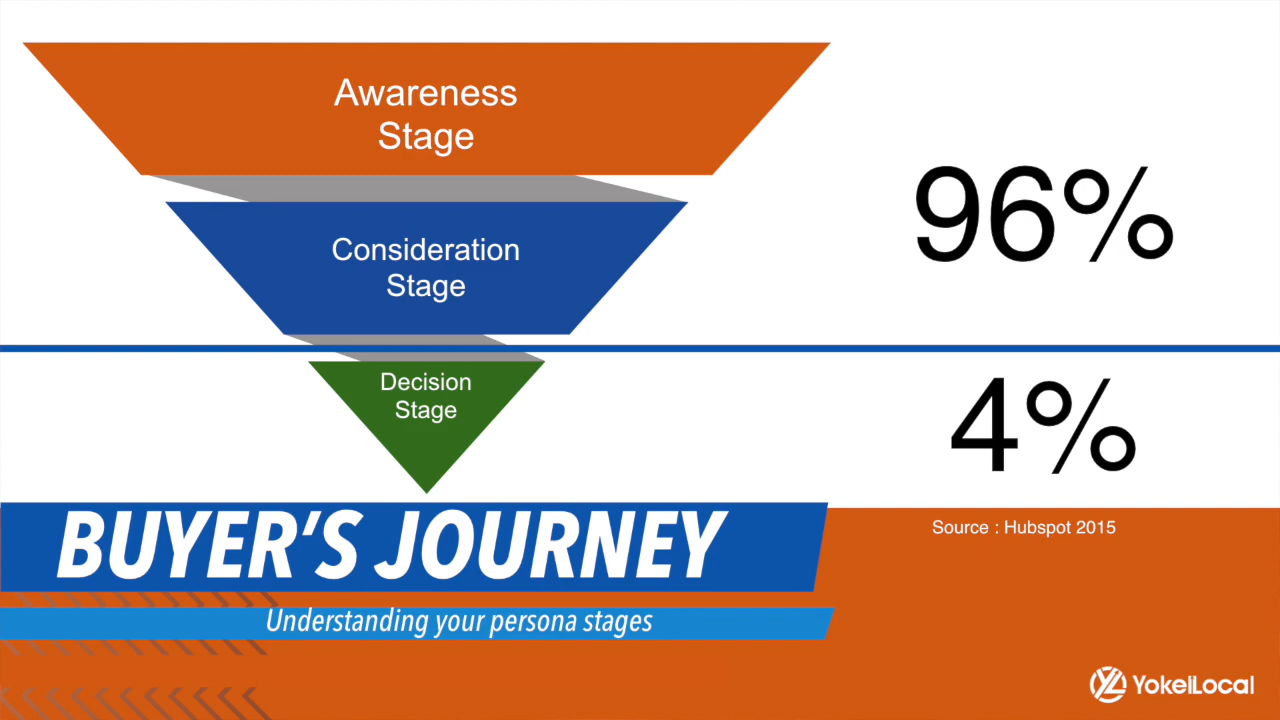 Awareness
Stage
96%
Consideration
Stage
Decision
Stage
4%
BUYER'S JOURNEY
Source : Hubspot 2015
Understanding your persona stages
YokelLocal